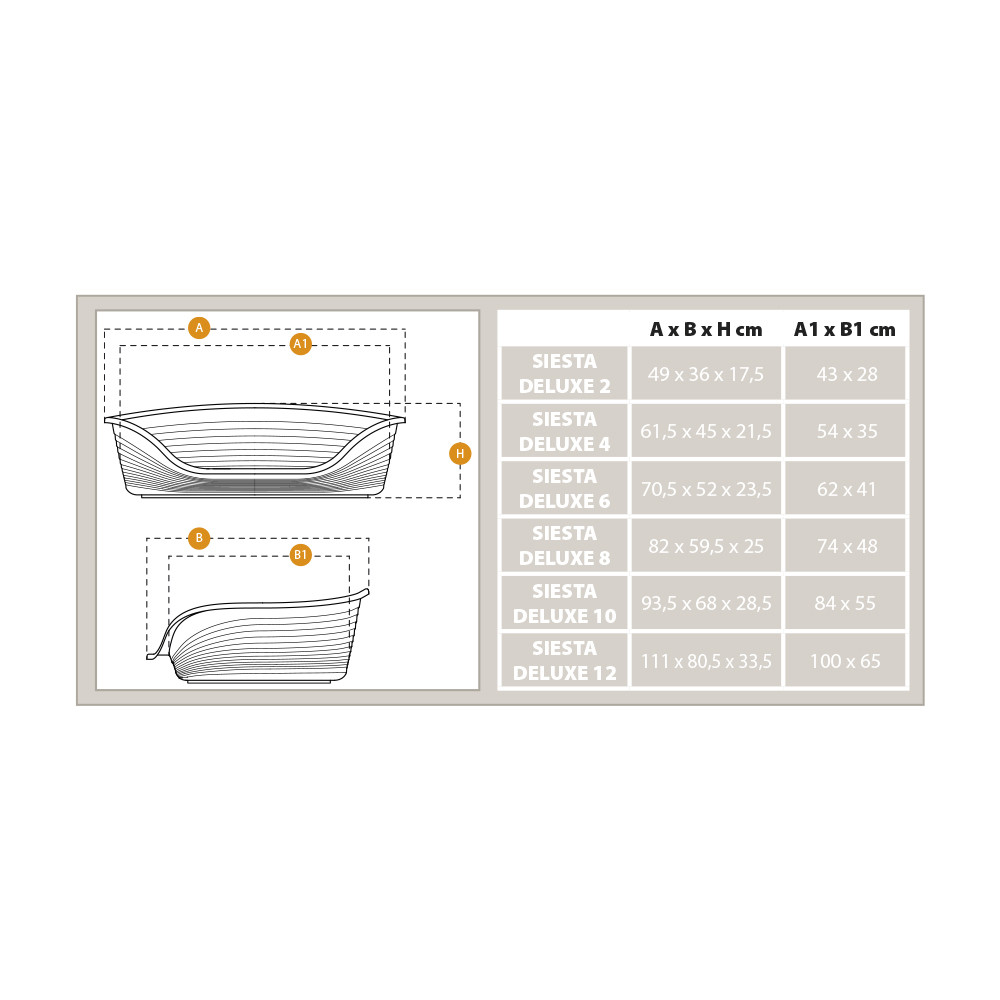 A
A1
H
B
B1
A x B x H cm A1 x B1 cm
SIESTA
DELUXE 2
49 x 36 x 17,5
43 x 28
SIESTA
DELUXE 4
61,5 x 45 x 21,5
54 x 35
SIESTA
DELUXE 6
70,5 x 52 x 23,5
62 x 41
SIESTA
DELUXE 8
82 x 59,5 x 25
74 x 48
SIESTA
DELUXE 10
93,5 x 68 x 28,5
84 x 55
SIESTA
DELUXE 12
111 x 80,5 x 33,5
100 x 65